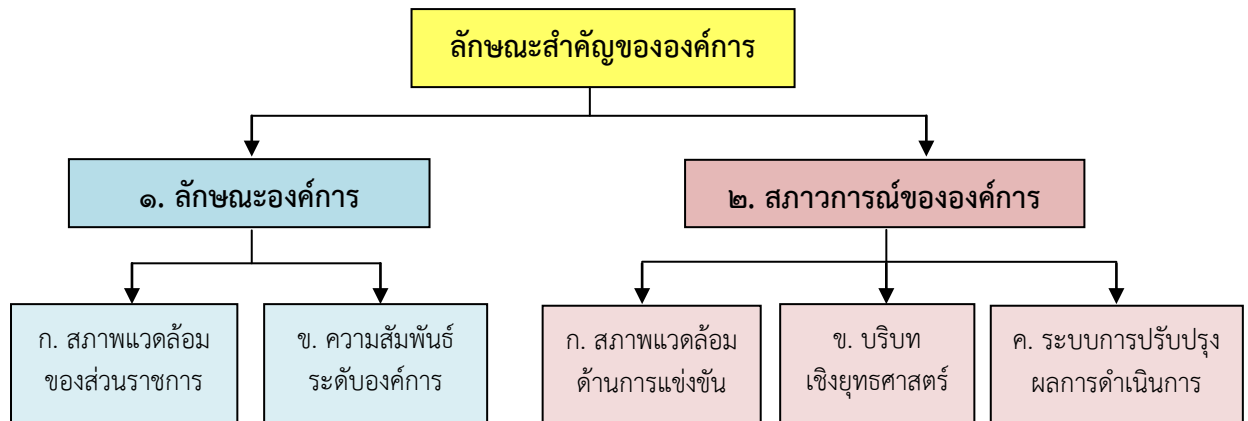 ลักษณะสำคัญขององค์การ
๑. ลักษณะองค์การ
๒. สภาวการณ์ขององค์การ
ก. สภาพแวดล้อม
ของส่วนราชการ
ข. ความสัมพันธ์
ระดับองค์การ
ก. สภาพแวดล้อม
ด้านการแข่งขัน
ข. บริบท
เชิงยุทธศาสตร์
ค. ระบบการปรับปรุง
ผลการดำเนินการ